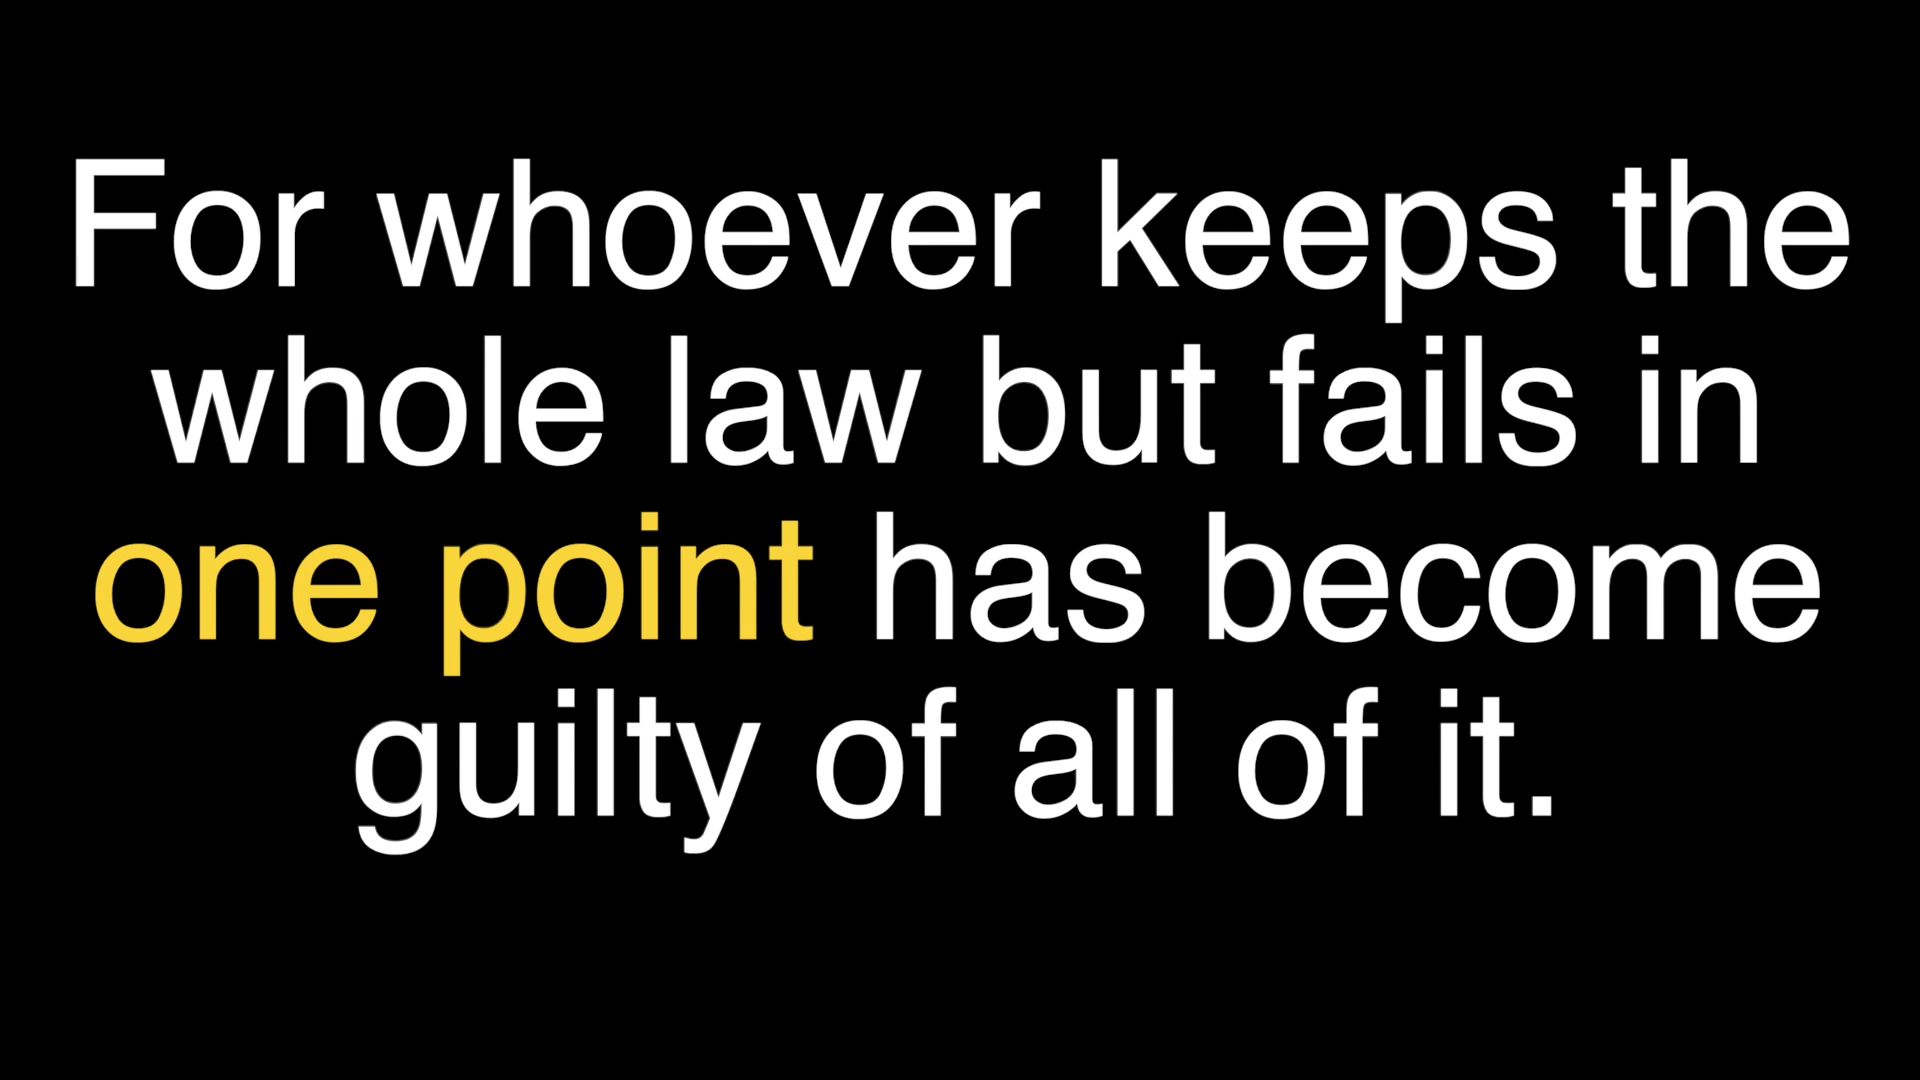 For whoever keeps the
whole law but fails in
one point has become
guilty of all of it.